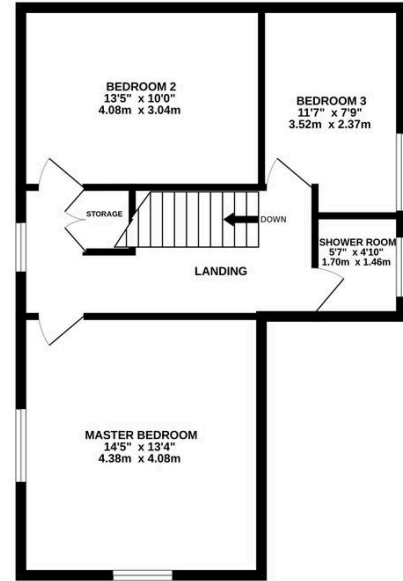 BEDROOM 2
13'5" x 10'0"
4.08m x 3.04m
BEDROOM 3
11'7" x 7'9"
3.52m x 2.37m
STORAGE
DOWN
SHOWER ROOM
5'7" x 4'10"
1.70m x 1.46m
LANDING
MASTER BEDROOM
14'5" x 13'4"
4.38m x 4.08m